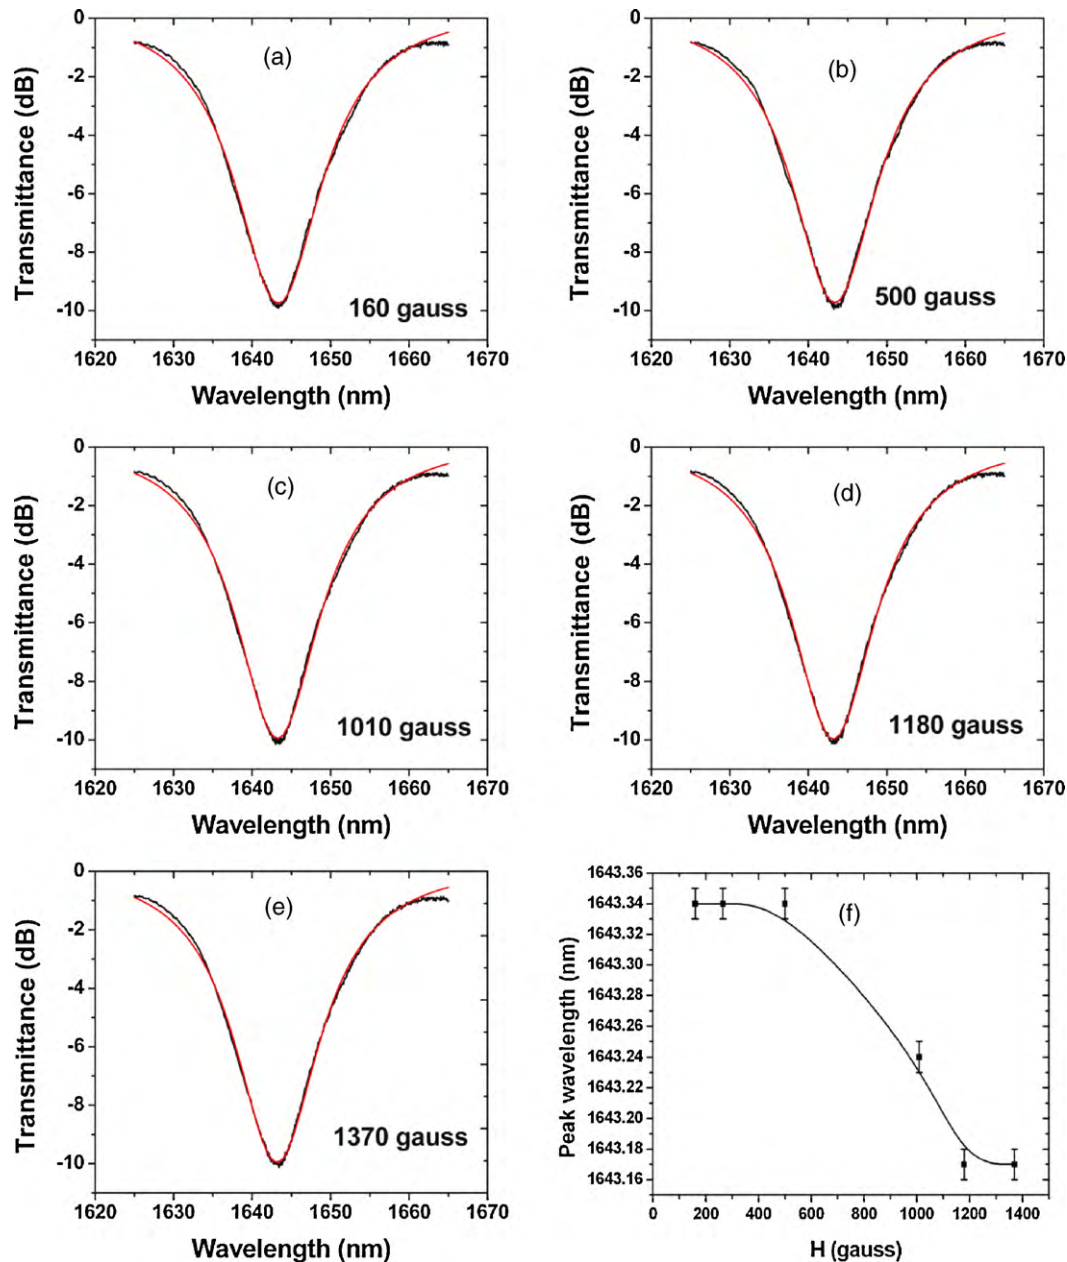 (a)
0
-2
-4
-6
-8
-10
Transmittance (dB)
160 gauss
1620 1630 1640 1650 1660 1670
Wavelength (nm)
(b)
0
-2
-4
-6
-8
-10
Transmittance (dB)
500 gauss
1620 1630 1640 1650 1660 1670
Wavelength (nm)
(c)
0
-2
-4
-6
-8
-10
Transmittance (dB)
1010 gauss
1620 1630 1640 1650 1660 1670
Wavelength (nm)
(d)
0
-2
-4
-6
-8
-10
Transmittance (dB)
1180 gauss
1620 1630 1640 1650 1660 1670
Wavelength (nm)
(e)
0
-2
-4
-6
-8
-10
Transmittance (dB)
1370 gauss
1620 1630 1640 1650 1660 1670
Wavelength (nm)
(f)
1643.36
1643.34
1643.32
1643.30
1643.28
1643.26
1643.24
1643.22
1643.20
1643.18
1643.16
Peak wavelength (nm)
0 200 400 600 800 1000 1200 1400
H (gauss)